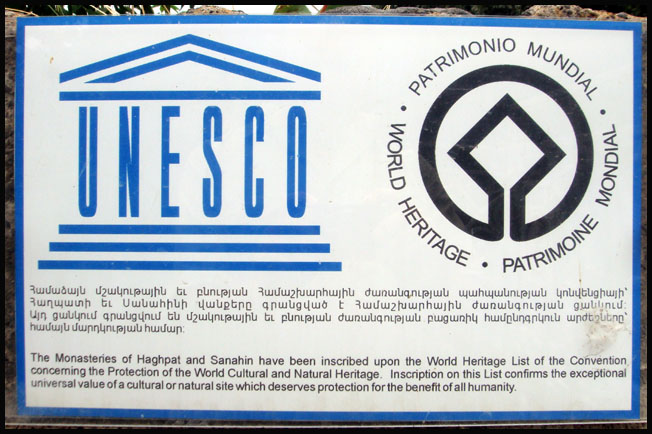 UNESCO
PATRIMONIO MUNDIAL •
WORLD HERITAGE •
PATRIMOINE MONDIAL •
Համաձայն մշակութային եւ բնության Համաշխարհային ժառանգության պահպանության կոնվենցիայի՝
Հաղպատի եւ Սանահինի վանքերը գրանցված է Համաշխարհային ժառանգության ցանկում:
Այդ ցանկում գրանցվում են մշակութային եւ բնության ժառանգության բացառիկ համընդգրկուն արժեքները՝
համայն մարդկության համար:
The Monasteries of Haghpat and Sanahin have been inscribed upon the World Heritage List of the Convention
concerning the Protection of the World Cultural and Natural Heritage. Inscription on this List confirms the exceptional
universal value of a cultural or natural site which deserves protection for the benefit of all humanity.